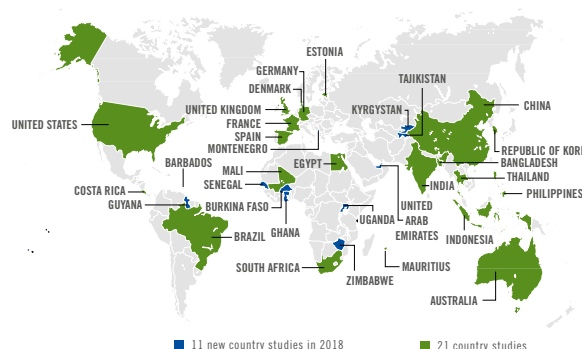 ESTONIA
GERMANY
TAJIKISTAN
DENMARK
KYRGYSTAN
CHINA
UNITED KINGDOM
UNITED STATES
FRANCE
SPAIN
REPUBLIC OF KOR
MONTENEGRO
BARBADOS
EGYPT
BANGLADESH
MALI
THAILAND
COSTA RICA
SENEGAL
INDIA
PHILIPPINES
GUYANA
BURKINA FASO
UGANDA
UNITED
ARAB
EMIRATES
GHANA
BRAZIL
INDONESIA
SOUTH AFRICA
MAURITIUS
ZIMBABWE
AUSTRALIA
11 new country studies in 2018
21 country studies